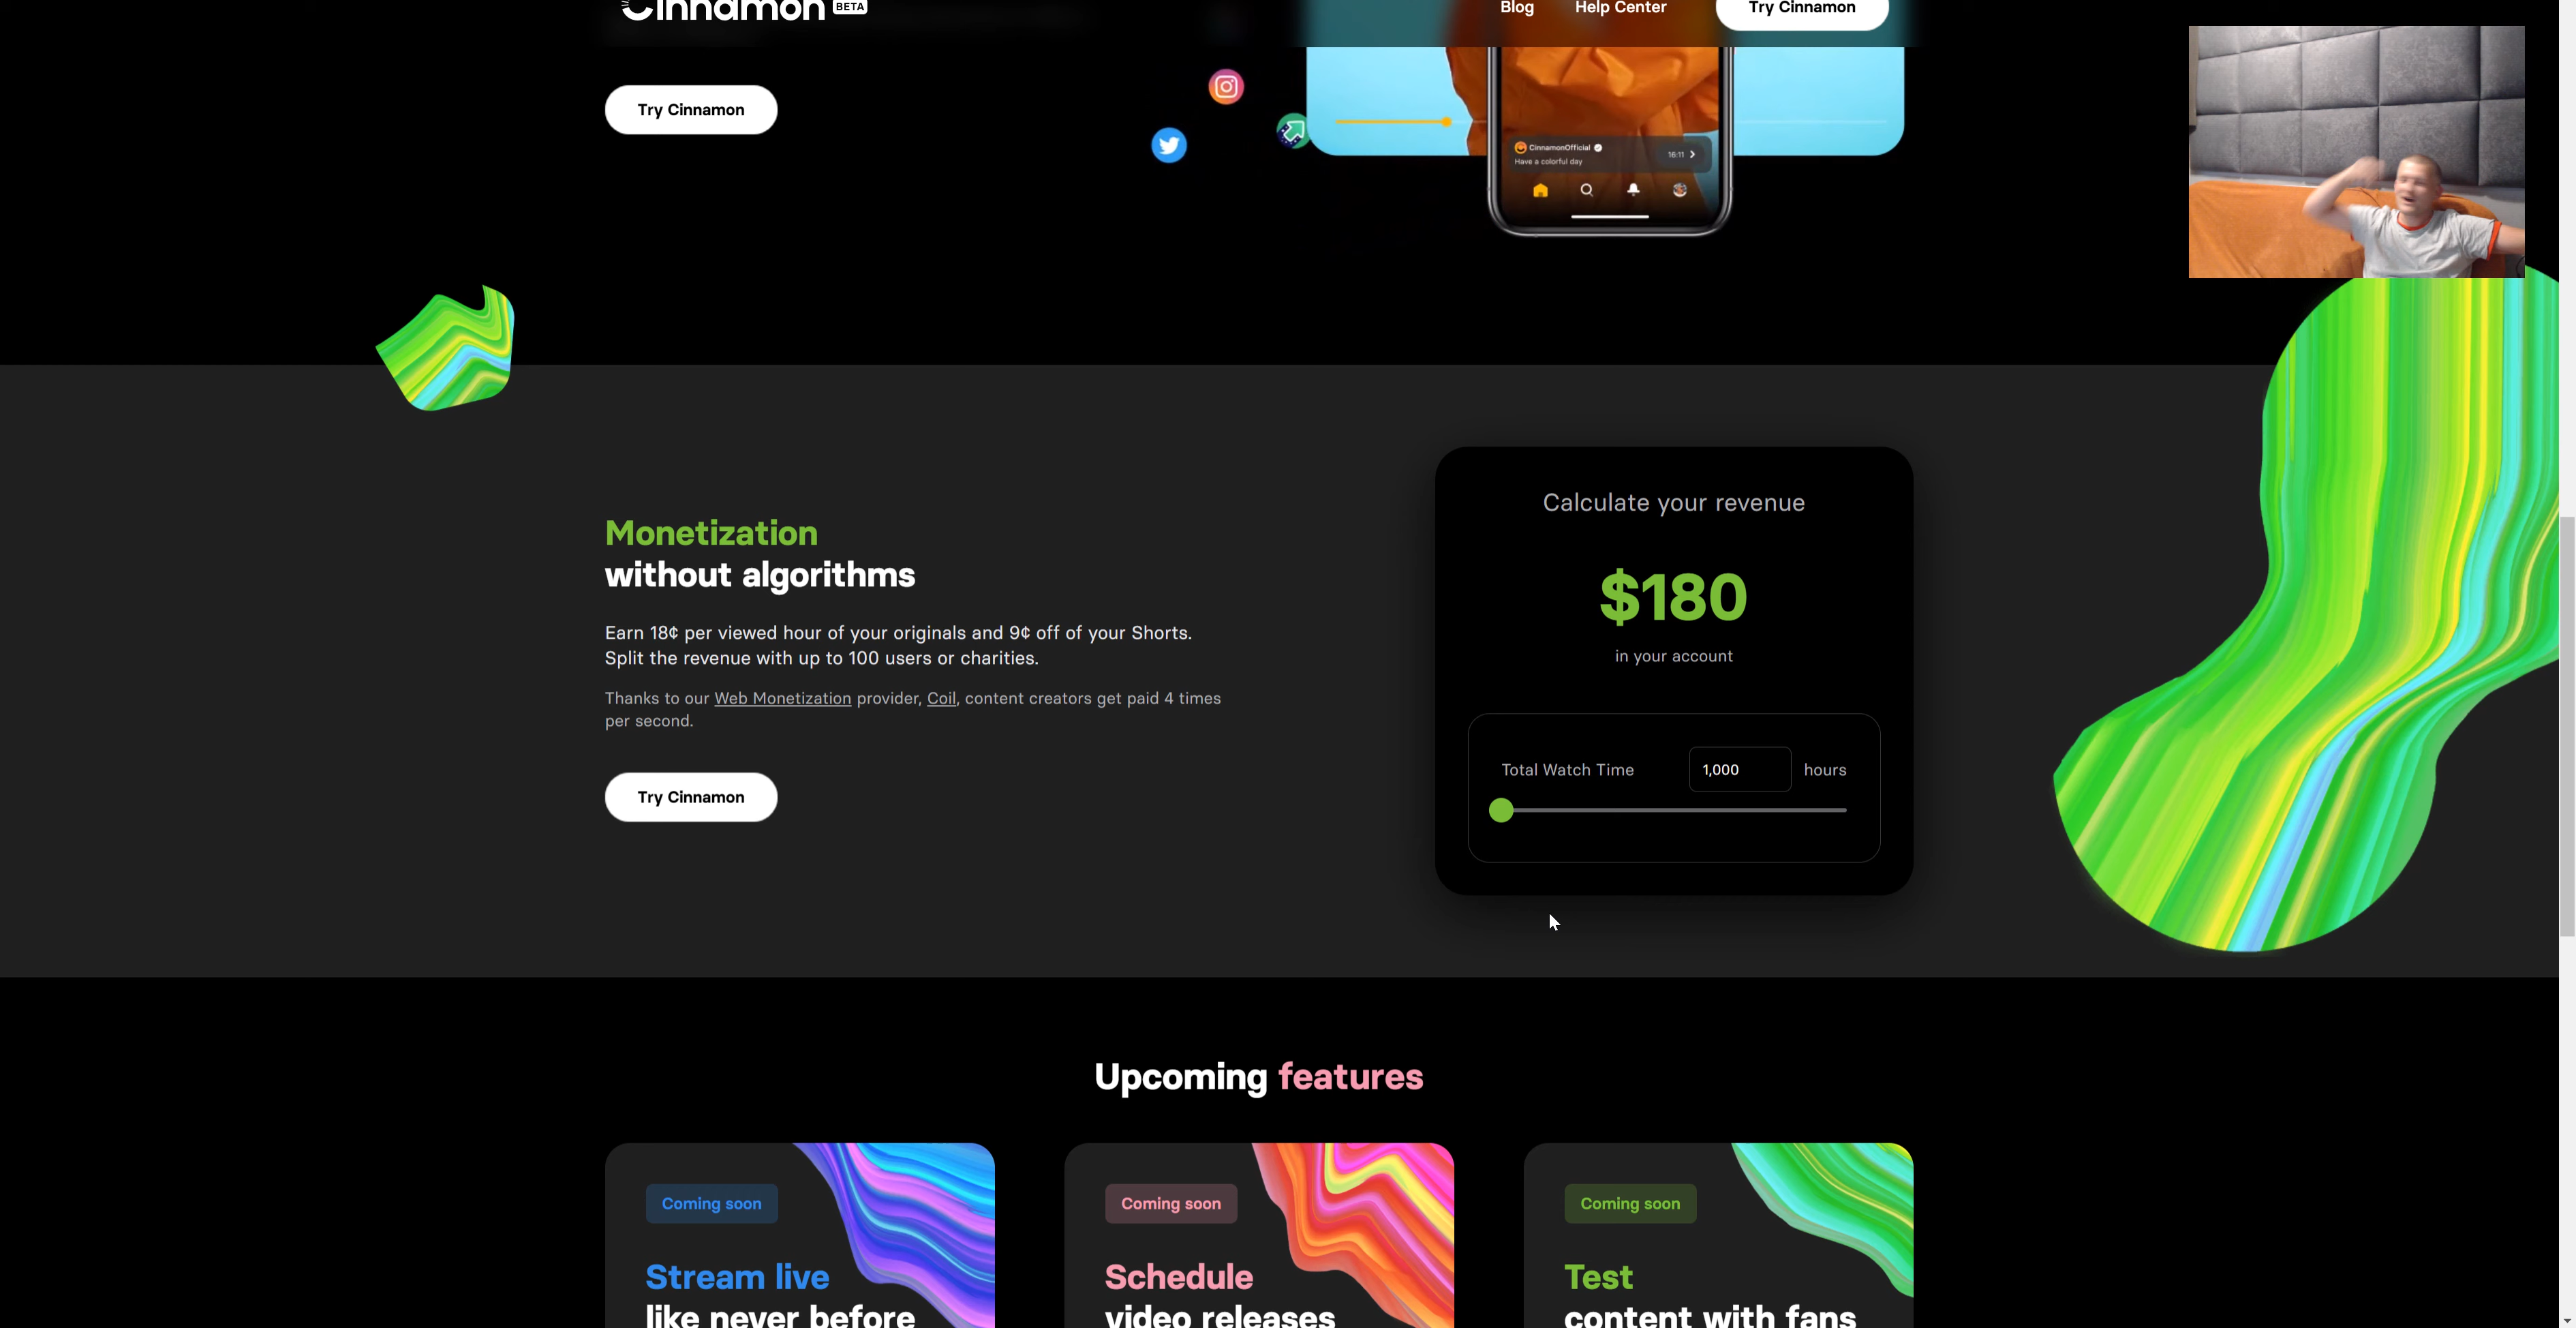 Cinnamon BETA
Blog Help Center Try Cinnamon
Try Cinnamon
CinnamonOfficial
Have a colorful day
16:11
Monetization
without algorithms
Earn 18¢ per viewed hour of your originals and 9¢ off of your Shorts.
Split the revenue with up to 100 users or charities.
Thanks to our Web Monetization provider, Coil, content creators get paid 4 times
per second.
Try Cinnamon
Calculate your revenue
$180
in your account
Total Watch Time 1,000 hours
Upcoming features
Coming soon
Stream live
like never before
Coming soon
Schedule
video releases
Coming soon
Test
content with fans